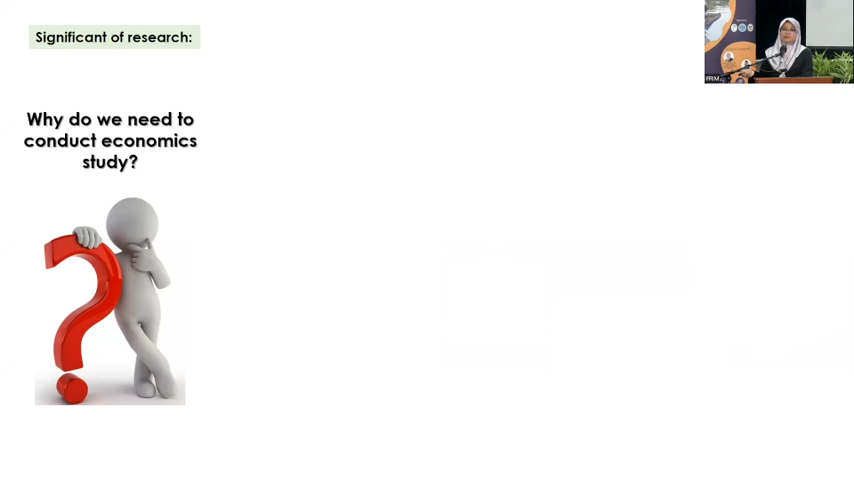 Significant of research:
Why do we need to
conduct economics
study?